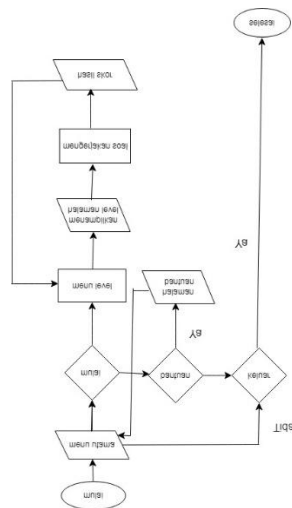 mulai
menu utama
Tida
mulai
bantuan
keluar
Ya
menu level
halaman
bantuan
menampilkan
halaman level
Ya
mengerjakan soal
hasil skor
selesai